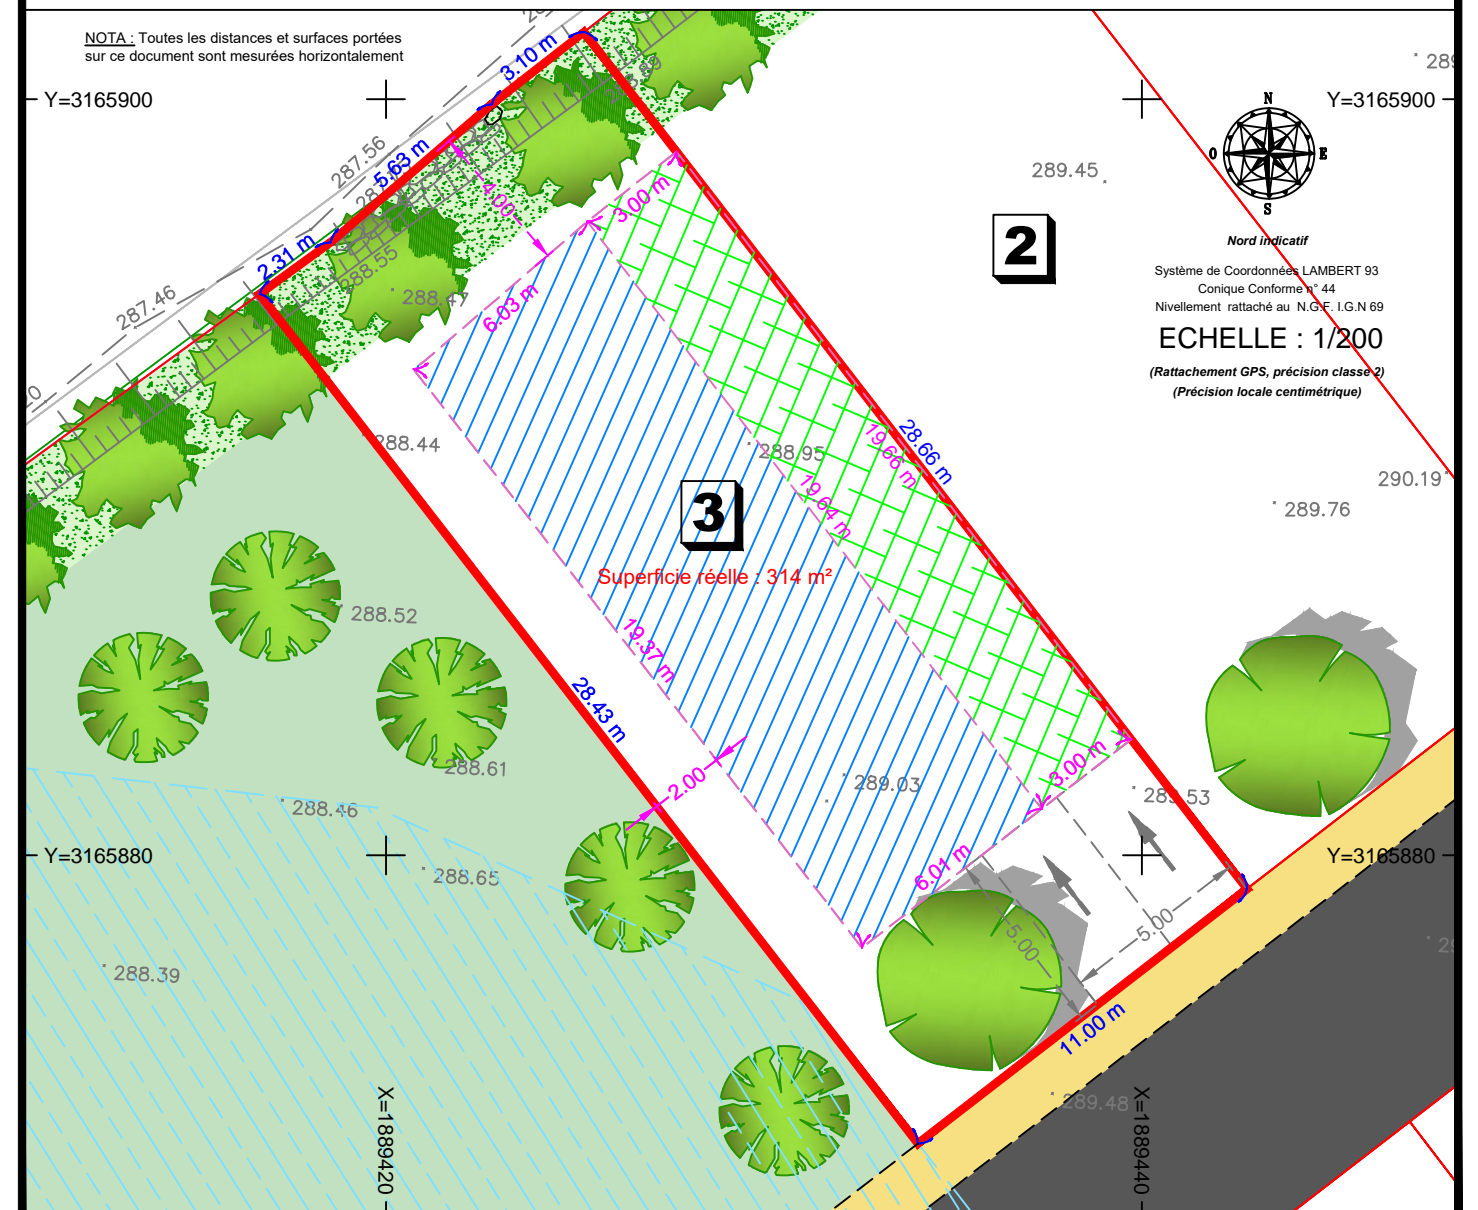 NOTA : Toutes les distances et surfaces portées
sur ce document sont mesurées horizontalement
Y=3165900
Y=3165900
3.10 m
5.63 m
2.31 m
287.56
287.46
288.55
288.47
4.00
3.00 m
6.03 m
289.45
2
N
O
E
S
Nord indicatif
Système de Coordonnées LAMBERT 93
Conique Conforme n° 44
Nivellement rattaché au N.G.F. I.G.N 69
ECHELLE : 1/200
(Rattachement GPS, précision classe 2)
(Précision locale centimétrique)
288.44
288.95
28.66 m
19.66 m
19.64 m
290.19
289.76
3
Superficie réelle : 314 m²
288.52
19.37 m
28.43 m
288.61
288.46
2.00
289.03
3.00 m
289.53
Y=3165880
Y=3165880
288.65
6.01 m
5.00
5.00
288.39
11.00 m
289.48
X=1889420
X=1889440